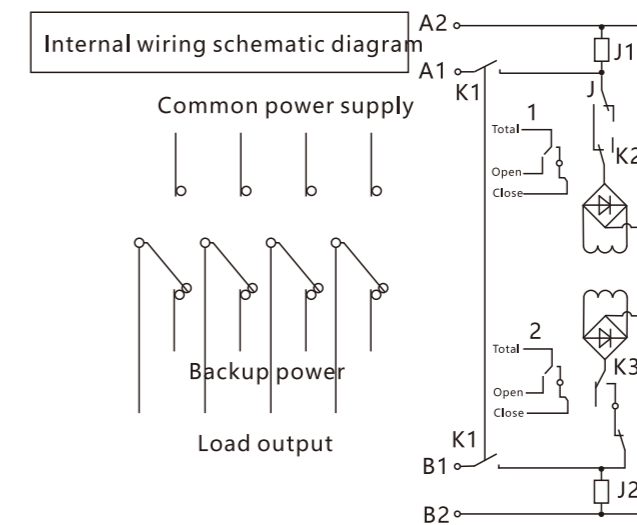 Internal wiring schematic diagram
A2
J1
A1
K1
J
Common power supply
1
Total
K2
Open
Close
2
Total
K3
Backup power
Open
Close
K1
Load output
B1
J2
B2